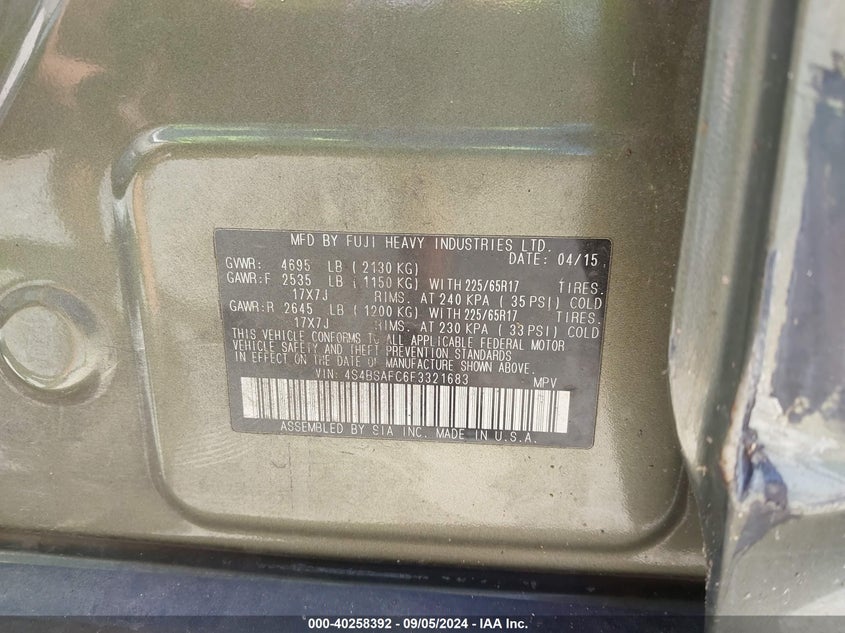 MFD BY FUJI HEAVY INDUSTRIES LTD.
DATE: 04/15
GVWR: 4695 LB (2130 KG)
GAWR:F 2535 LB (1150 KG) WITH 225/65R17 TIRES.
17X7J RIMS. AT 240 KPA (35 PSI) COLD
GAWR:R 2645 LB (1200 KG) WITH 225/65R17 TIRES.
17X7J RIMS. AT 230 KPA (33 PSI) COLD
THIS VEHICLE CONFORMS TO ALL APPLICABLE FEDERAL MOTOR
VEHICLE SAFETY AND THEFT PREVENTION STANDARDS
IN EFFECT ON THE DATE OF MANUFACTURE SHOWN ABOVE.
VIN: 4S4BSAFC6F3321683 MPV
ASSEMBLED BY SIA INC. MADE IN U.S.A.
000-40258392 - 09/05/2024 - IAA Inc.